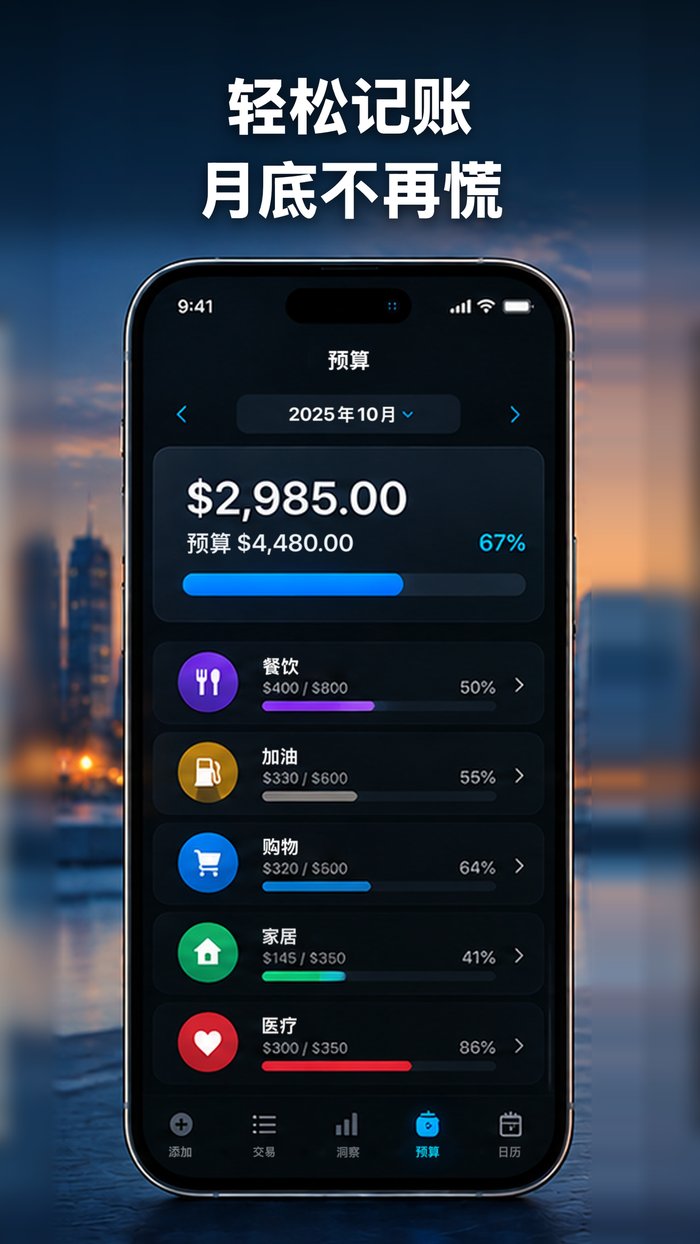 轻松记账
月底不再慌
9:41
预算
2025年10月
$2,985.00
预算 $4,480.00
67%
餐饮
$400 / $800
50%
加油
$330 / $600
55%
购物
$320 / $600
64%
家居
$145 / $350
41%
医疗
$300 / $350
86%
添加
交易
洞察
预算
日历